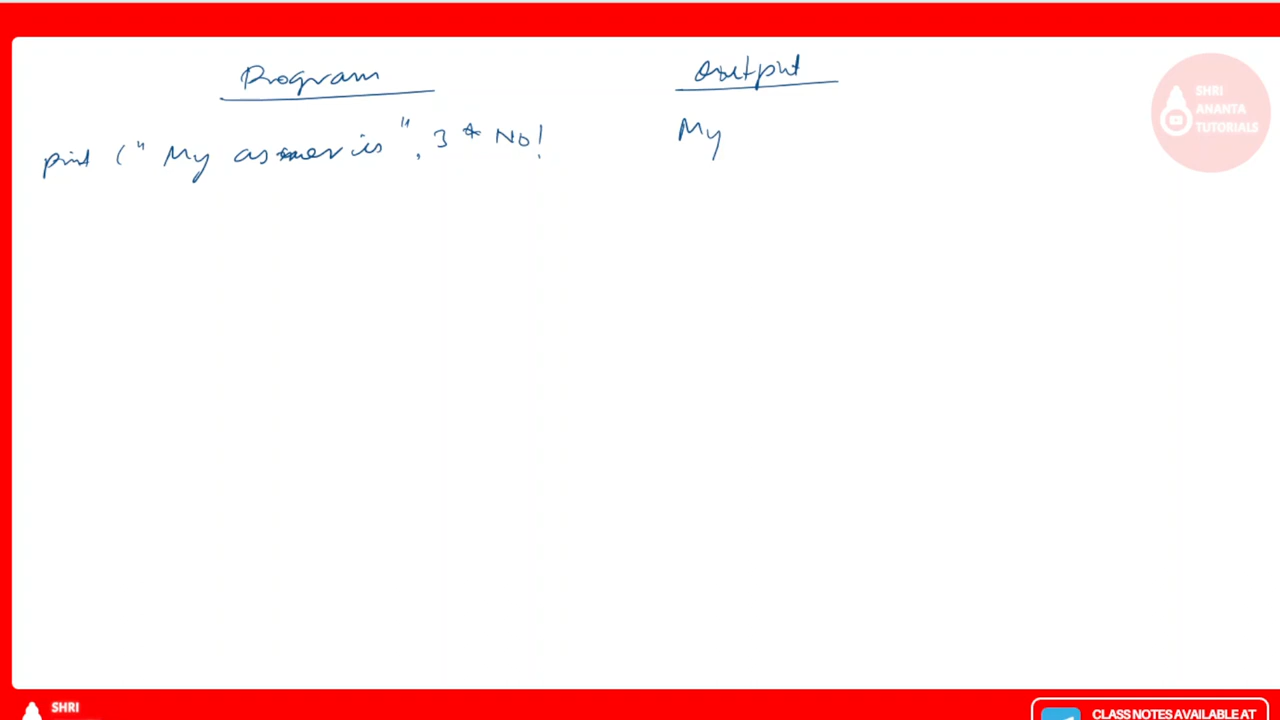 Program
Output
print (" My answer is ", 3 * No!
My
SHRI
ANANTA
TUTORIALS
SHRI
CLASS NOTES AVAILABLE AT